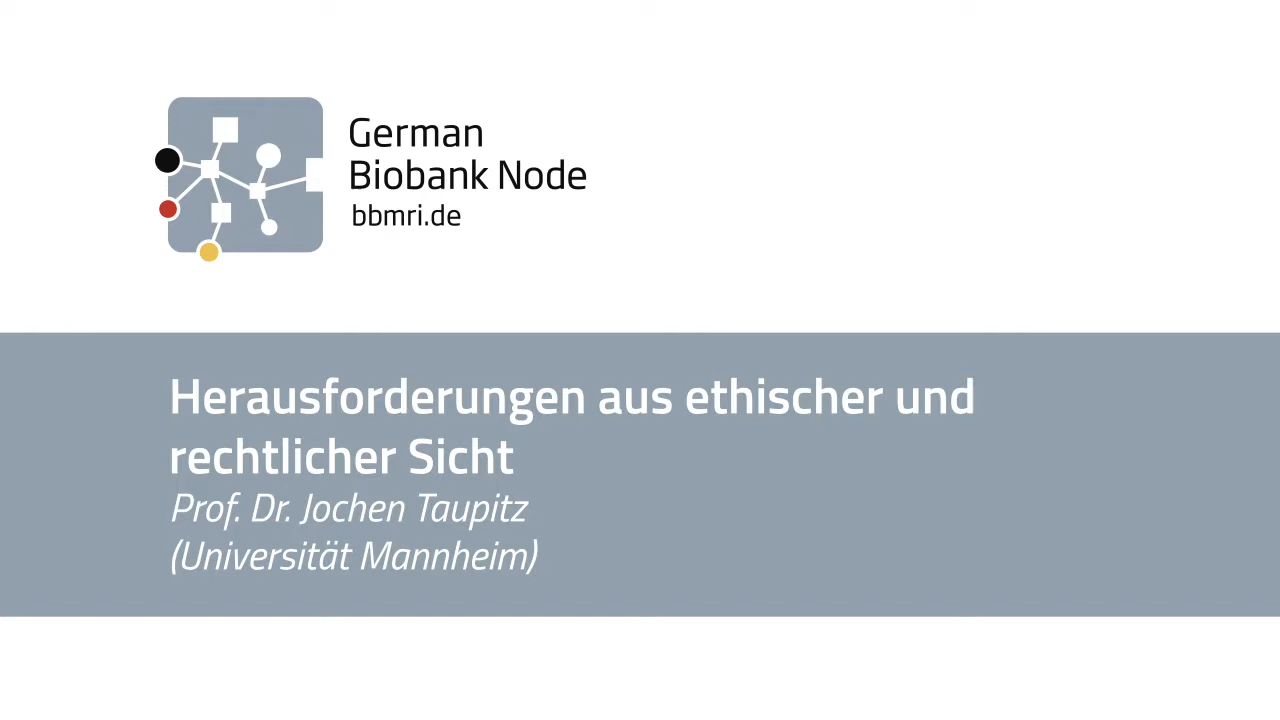 German
Biobank Node
bbmri.de
Herausforderungen aus ethischer und
rechtlicher Sicht
Prof. Dr. Jochen Taupitz
(Universität Mannheim)